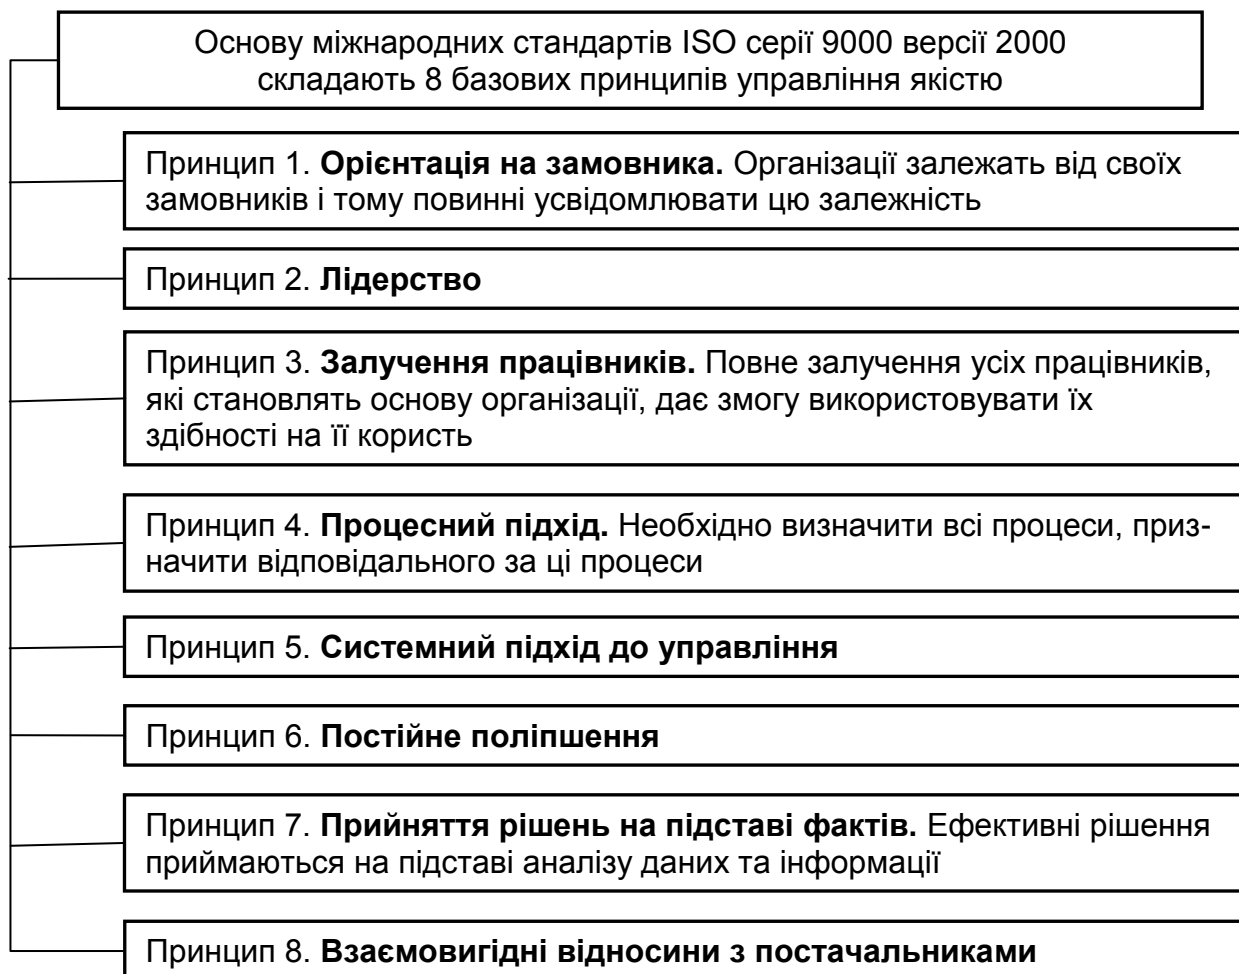 Основу міжнародних стандартів ISO серії 9000 версії 2000
складають 8 базових принципів управління якістю
Принцип 1. Орієнтація на замовника. Організації залежать від своїх
замовників і тому повинні усвідомлювати цю залежність
Принцип 2. Лідерство
Принцип 3. Залучення працівників. Повне залучення усіх працівників,
які становлять основу організації, дає змогу використовувати їх
здібності на її користь
Принцип 4. Процесний підхід. Необхідно визначити всі процеси, приз-
начити відповідального за ці процеси
Принцип 5. Системний підхід до управління
Принцип 6. Постійне поліпшення
Принцип 7. Прийняття рішень на підставі фактів. Ефективні рішення
приймаються на підставі аналізу даних та інформації
Принцип 8. Взаємовигідні відносини з постачальниками